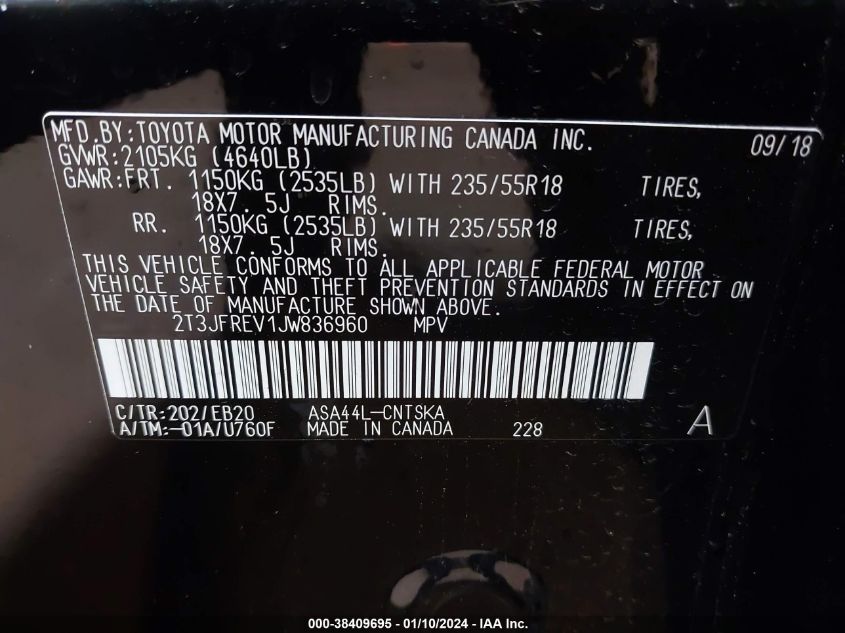 MFD.BY:TOYOTA MOTOR MANUFACTURING CANADA INC. 09/18
GVWR:2105KG (4640LB)
GAWR:FRT. 1150KG (2535LB) WITH 235/55R18 TIRES,
18X7. 5J RIMS.
RR. 1150KG (2535LB) WITH 235/55R18 TIRES,
18X7. 5J RIMS.
THIS VEHICLE CONFORMS TO ALL APPLICABLE FEDERAL MOTOR
VEHICLE SAFETY AND THEFT PREVENTION STANDARDS IN EFFECT ON
THE DATE OF MANUFACTURE SHOWN ABOVE.
2T3JFREV1JW836960 MPV
C/TR:202/EB20 ASA44L-CNTSKA
A/TM:-01A/U760F MADE IN CANADA 228 A
000-38409695 - 01/10/2024 - IAA Inc.